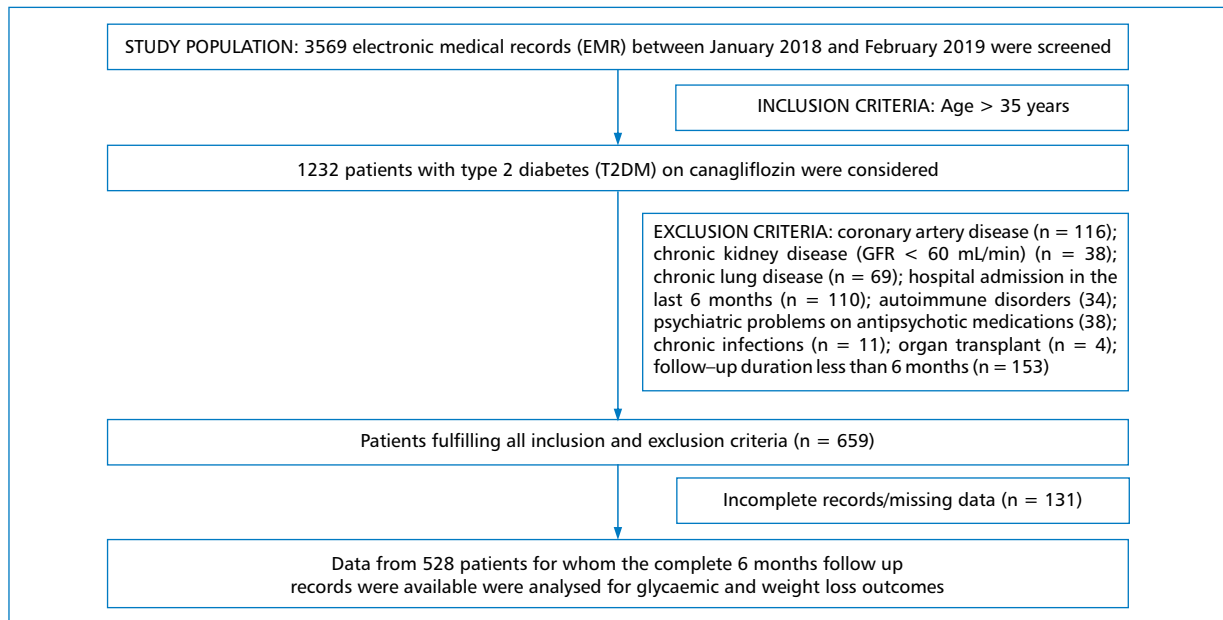 STUDY POPULATION: 3569 electronic medical records (EMR) between January 2018 and February 2019 were screened
INCLUSION CRITERIA: Age > 35 years
1232 patients with type 2 diabetes (T2DM) on canagliflozin were considered
EXCLUSION CRITERIA: coronary artery disease (n = 116);
chronic kidney disease (GFR < 60 mL/min) (n = 38);
chronic lung disease (n = 69); hospital admission in the
last 6 months (n = 110); autoimmune disorders (34);
psychiatric problems on antipsychotic medications (38);
chronic infections (n = 11); organ transplant (n = 4);
follow–up duration less than 6 months (n = 153)
Patients fulfilling all inclusion and exclusion criteria (n = 659)
Incomplete records/missing data (n = 131)
Data from 528 patients for whom the complete 6 months follow up
records were available were analysed for glycaemic and weight loss outcomes